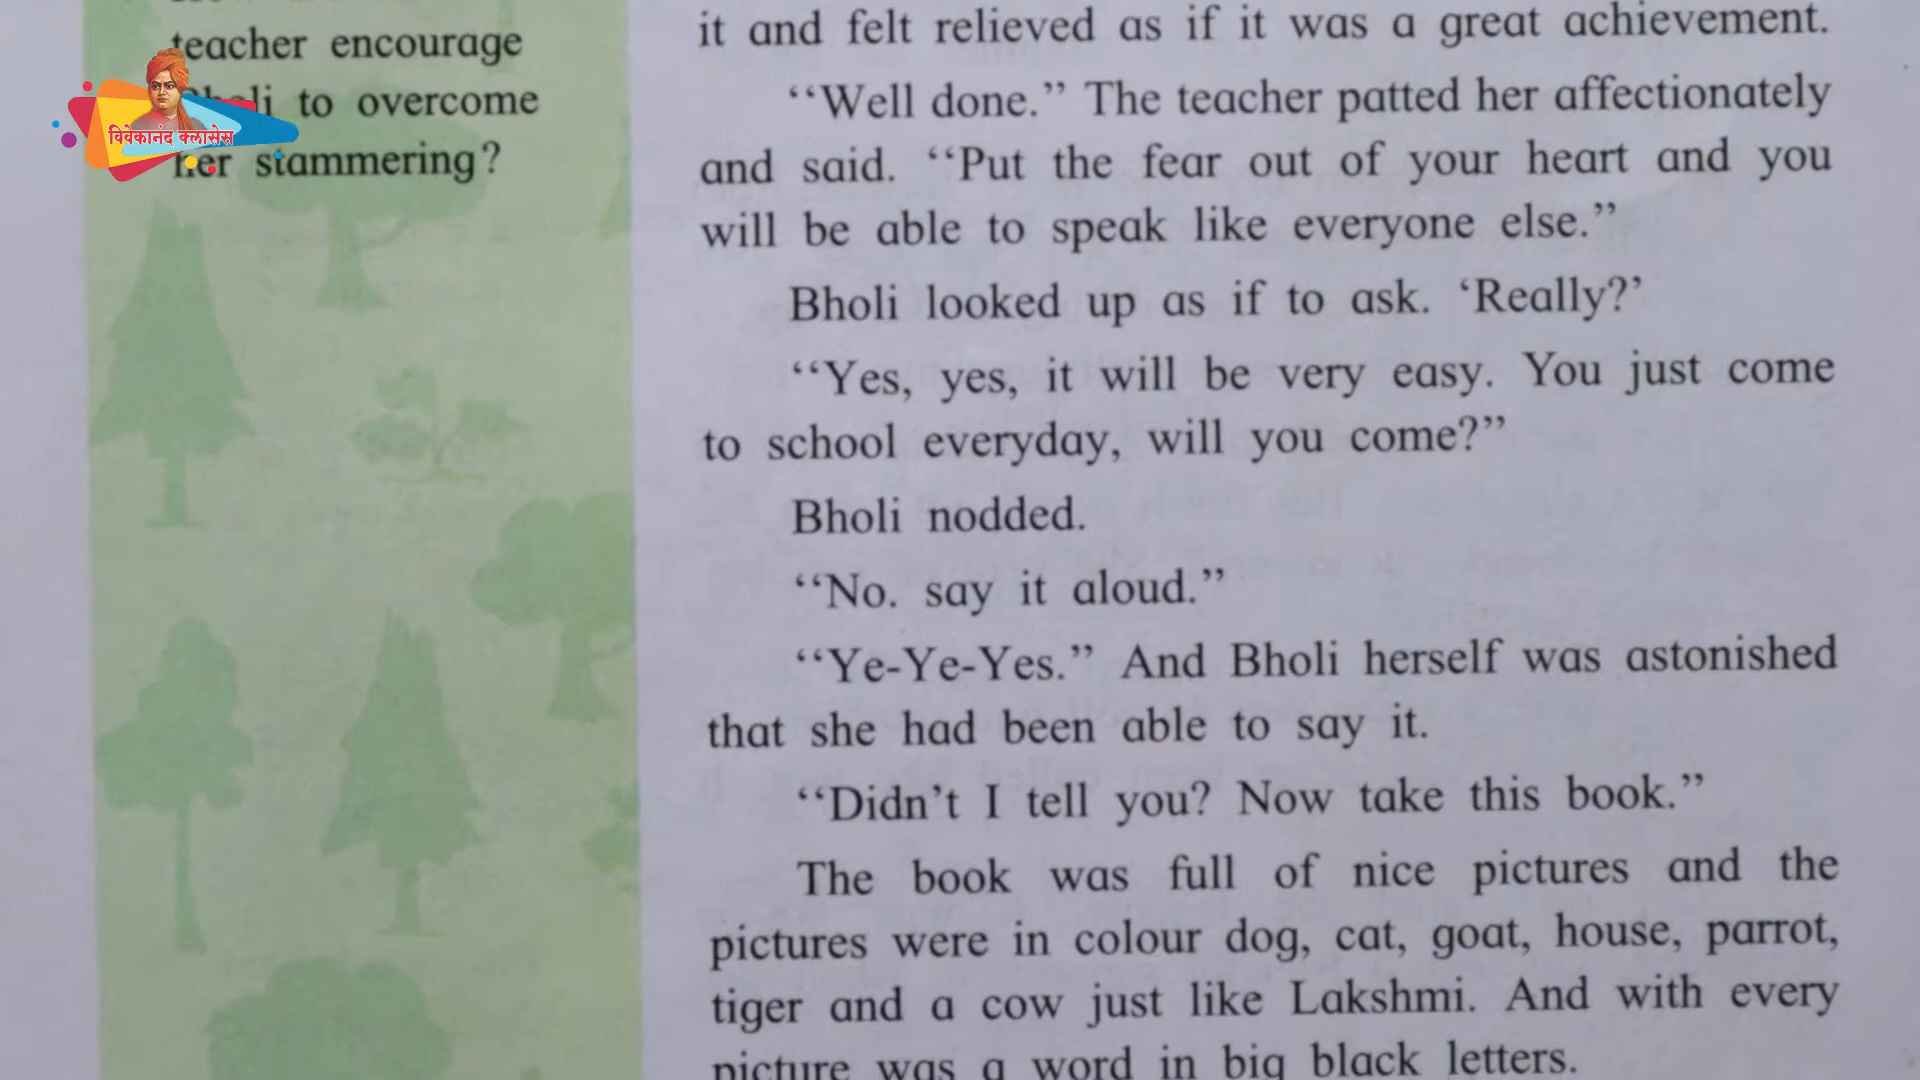 teacher encourage
Bholi to overcome
her stammering?
विवेकानंद क्लासेस
it and felt relieved as if it was a great achievement.
‘‘Well done.’’ The teacher patted her affectionately
and said. ‘‘Put the fear out of your heart and you
will be able to speak like everyone else.’’
Bholi looked up as if to ask. ‘Really?’
‘‘Yes, yes, it will be very easy. You just come
to school everyday, will you come?’’
Bholi nodded.
‘‘No. say it aloud.’’
‘‘Ye-Ye-Yes.’’ And Bholi herself was astonished
that she had been able to say it.
‘‘Didn’t I tell you? Now take this book.’’
The book was full of nice pictures and the
pictures were in colour dog, cat, goat, house, parrot,
tiger and a cow just like Lakshmi. And with every
picture was a word in big black letters.